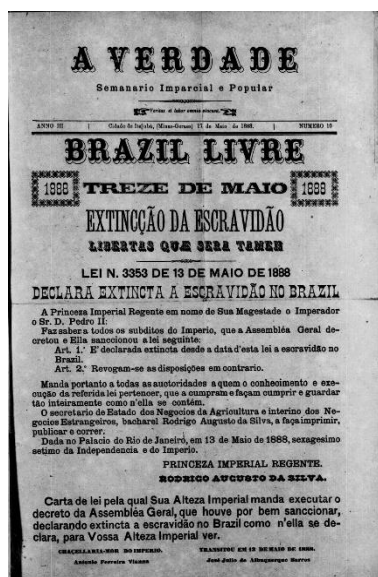 A VERDADE
Semanario Imparcial e Popular
ANNO III | Cidade de Itajubá, (Minas-Geraes) 17 de Maio de 1888. | NUMERO 10
BRAZIL LIVRE
1888 TREZE DE MAIO 1888
EXTINCÇÃO DA ESCRAVIDÃO
LIBERTAS QUÆ SERA TAMEN
LEI N. 3353 DE 13 DE MAIO DE 1888
DECLARA EXTINCTA A ESCRAVIDÃO NO BRAZIL
A Princeza Imperial Regente em nome de Sua Magestade o Imperador
o Sr. D. Pedro II:
Faz saber a todos os subditos do Imperio, que a Assembléa Geral de-
cretou e Ella sanccionou a lei seguinte:
Art. 1.º E' declarada extincta desde a data d'esta lei a escravidão no
Brazil.
Art. 2.º Revogam-se as disposições em contrario.
Manda portanto a todas as auctoridades a quem o conhecimento e exe-
cução da referida lei pertencer, que a cumpram e façam cumprir e guardar
tão inteiramente como n'ella se contém.
O secretario de Estado dos Negocios da Agricultura e interino dos Ne-
gocios Estrangeiros, bacharel Rodrigo Augusto da Silva, a faça imprimir,
publicar e correr.
Dada no Palacio do Rio de Janeiro, em 13 de Maio de 1888, sexagesimo
setimo da Independencia e do Imperio.
PRINCEZA IMPERIAL REGENTE.
RODRIGO AUGUSTO DA SILVA.
Carta de lei pela qual Sua Alteza Imperial manda executar o
decreto da Assembléa Geral, que houve por bem sanccionar,
declarando extincta a escravidão no Brazil como n'ella se de-
clara, para Vossa Alteza Imperial ver.
CHACELLARIA-MOR DO IMPERIO. TRANSITOU EM 13 DE MAIO DE 1888.
Antonio Ferreira Vianna José Julio de Albuquerque Barros